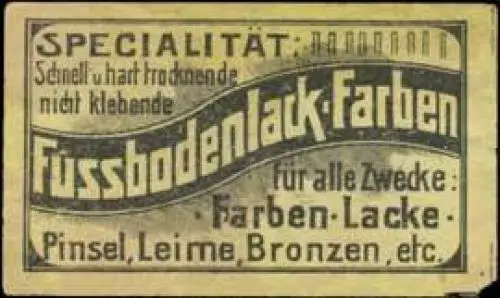 SPECIALITÄT:
Schnell u. hart trocknende
nicht klebende
Fussbodenlack-Farben
für alle Zwecke:
· Farben · Lacke ·
Pinsel, Leime, Bronzen, etc.